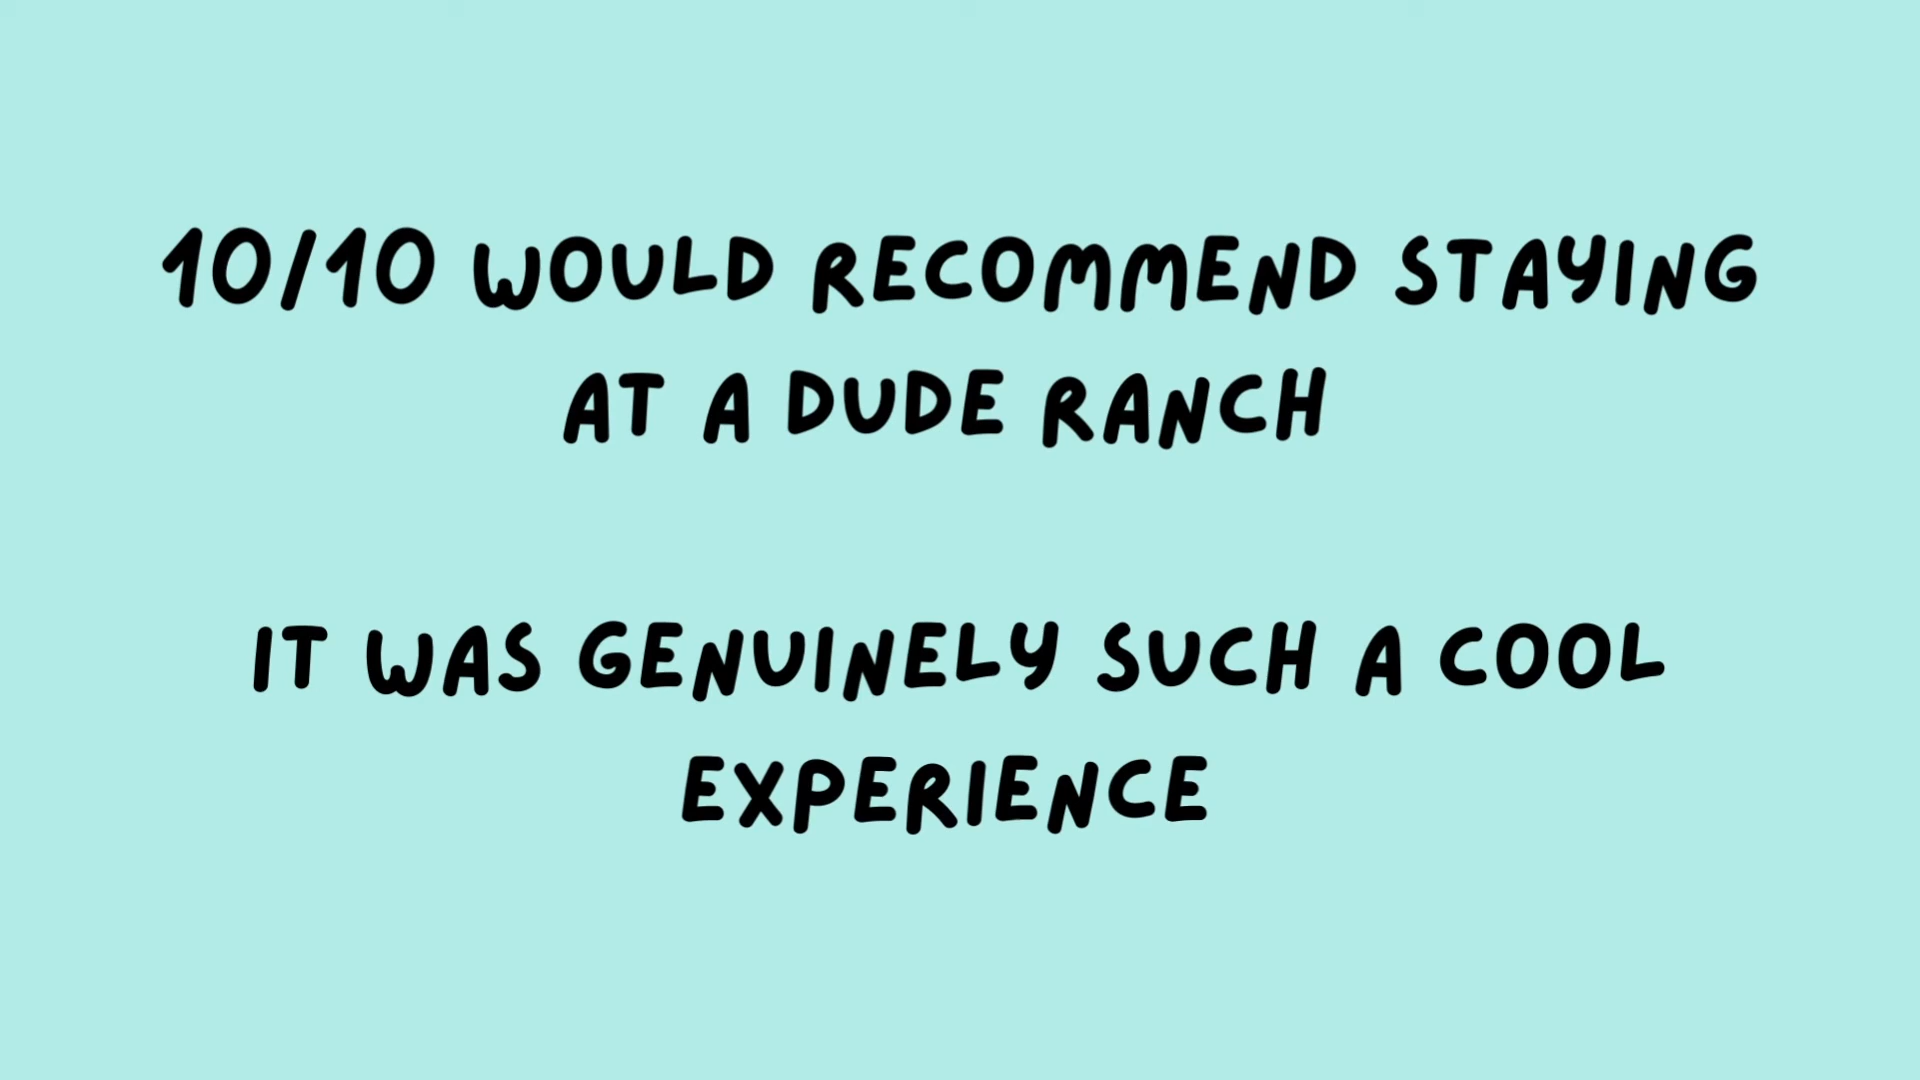 10/10 WOULD RECOMMEND STAYING
AT A DUDE RANCH
IT WAS GENUINELY SUCH A COOL
EXPERIENCE